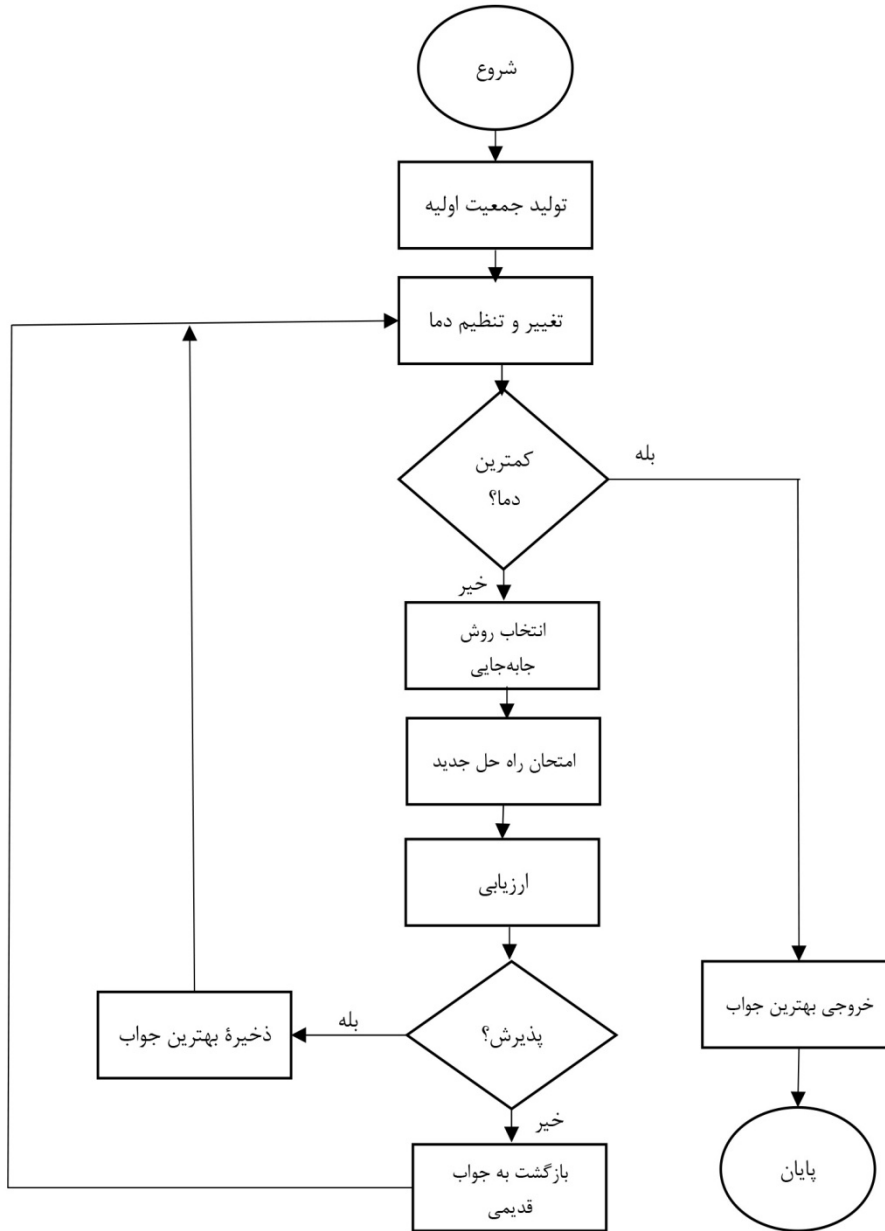 شروع
تولید جمعیت اولیه
تغییر و تنظیم دما
کمترین
دما؟
بله
خیر
انتخاب روش
جابه‌جایی
امتحان راه حل جدید
ارزیابی
پذیرش؟
بله
ذخیرۀ بهترین جواب
خیر
بازگشت به جواب
قدیمی
خروجی بهترین جواب
پایان